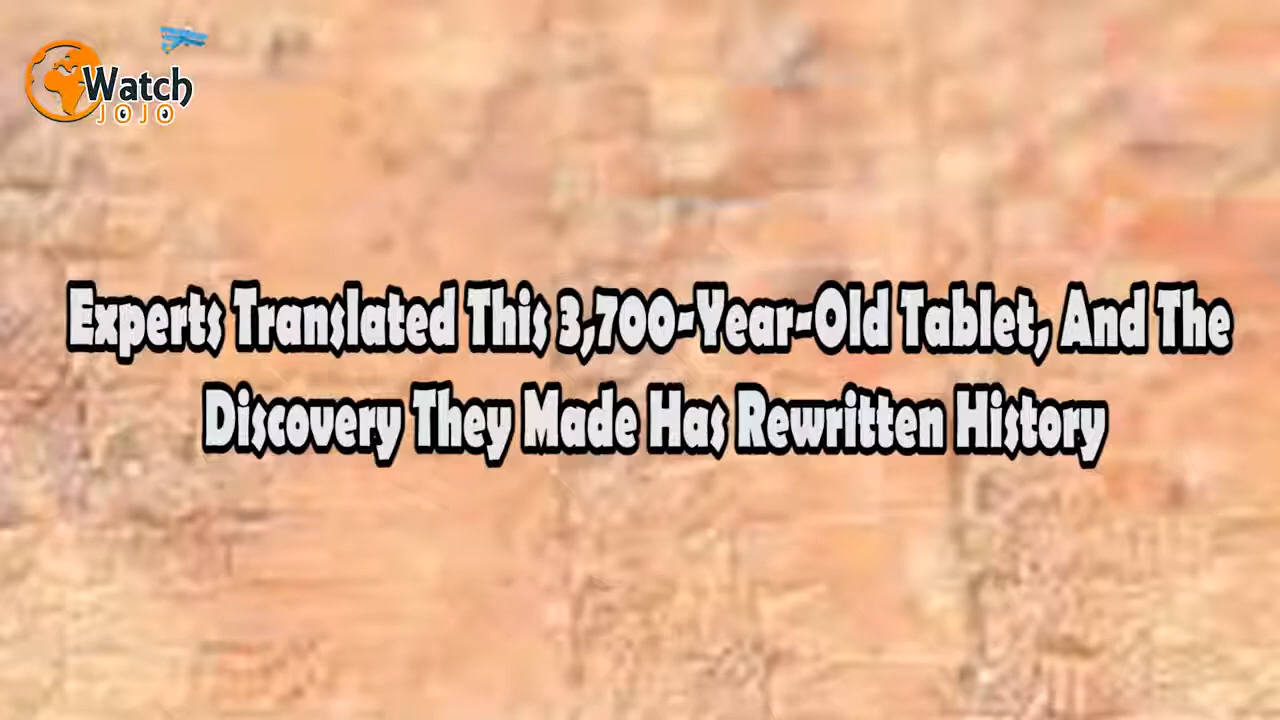 Watch
JOJO
Experts Translated This 3,700-Year-Old Tablet, And The
Discovery They Made Has Rewritten History